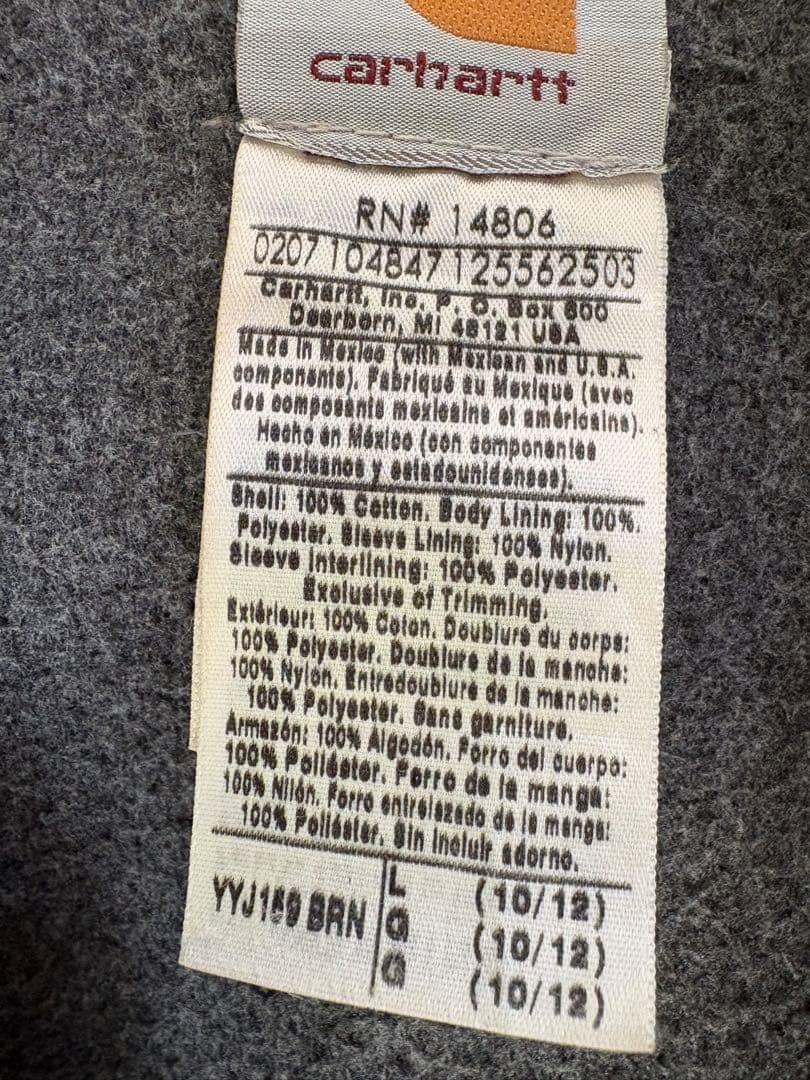 carhartt
RN# 14806
0207 104847 125562503
Carhartt, Inc. P. O. Box 600
Dearborn, MI 48121 USA
Made in Mexico (with Mexican and U.S.A.
components). Fabriqué au Mexique (avec
des composants mexicains et américains).
Hecho en México (con componentes
mexicanos y estadounidenses).
Shell: 100% Cotton. Body Lining: 100%.
Polyester. Sleeve Lining: 100% Nylon.
Sleeve Interlining: 100% Polyester.
Exclusive of Trimming.
Extérieur: 100% Coton. Doublure du corps:
100% Polyester. Doublure de la manche:
100% Nylon. Entredoublure de la manche:
100% Polyester. Sans garniture.
Armazón: 100% Algodón. Forro del cuerpo:
100% Poliéster. Forro de la manga:
100% Nilón. Forro entrelazado de la manga:
100% Poliéster. Sin incluir adorno.
YYJ159 BRN
L (10/12)
G (10/12)
G (10/12)